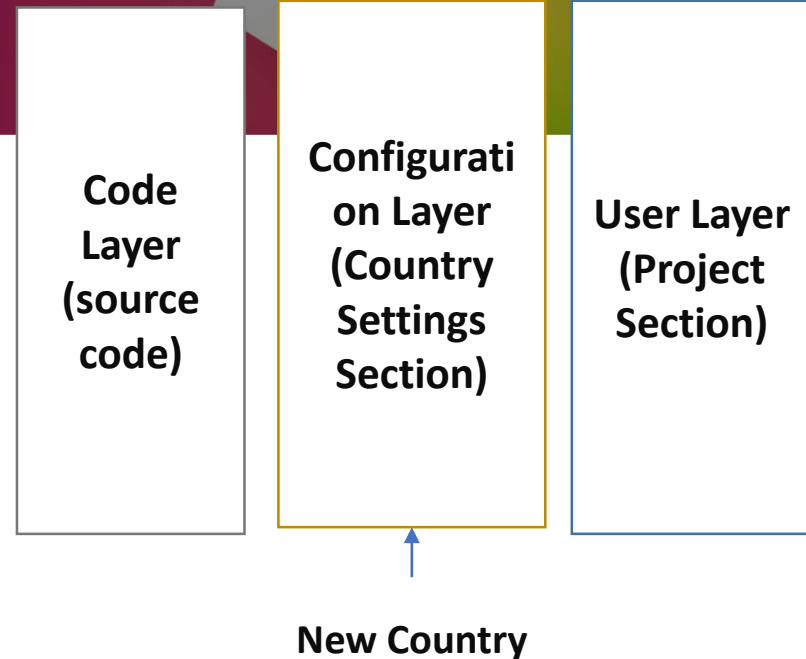 Code
Layer
(source
code)
Configurati
on Layer
(Country
Settings
Section)
User Layer
(Project
Section)
New Country